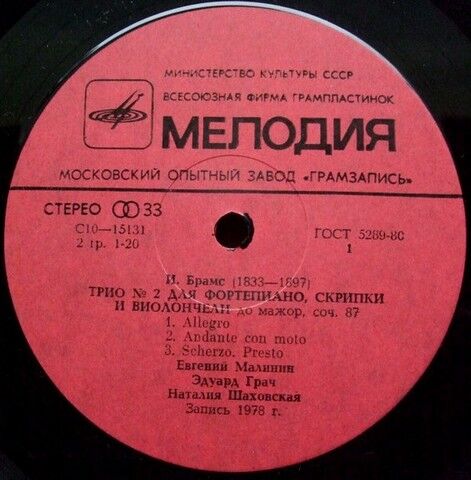 МИНИСТЕРСТВО КУЛЬТУРЫ СССР
ВСЕСОЮЗНАЯ ФИРМА ГРАМПЛАСТИНОК
МЕЛОДИЯ
МОСКОВСКИЙ ОПЫТНЫЙ ЗАВОД «ГРАМЗАПИСЬ»
СТЕРЕО 33
С10—15131
2 гр. 1-20
ГОСТ 5289-80
1
И. Брамс (1833—1897)
ТРИО № 2 ДЛЯ ФОРТЕПИАНО, СКРИПКИ
И ВИОЛОНЧЕЛИ до мажор, соч. 87
1. Allegro
2. Andante con moto
3. Scherzo. Presto
Евгений Малинин
Эдуард Грач
Наталия Шаховская
Запись 1978 г.